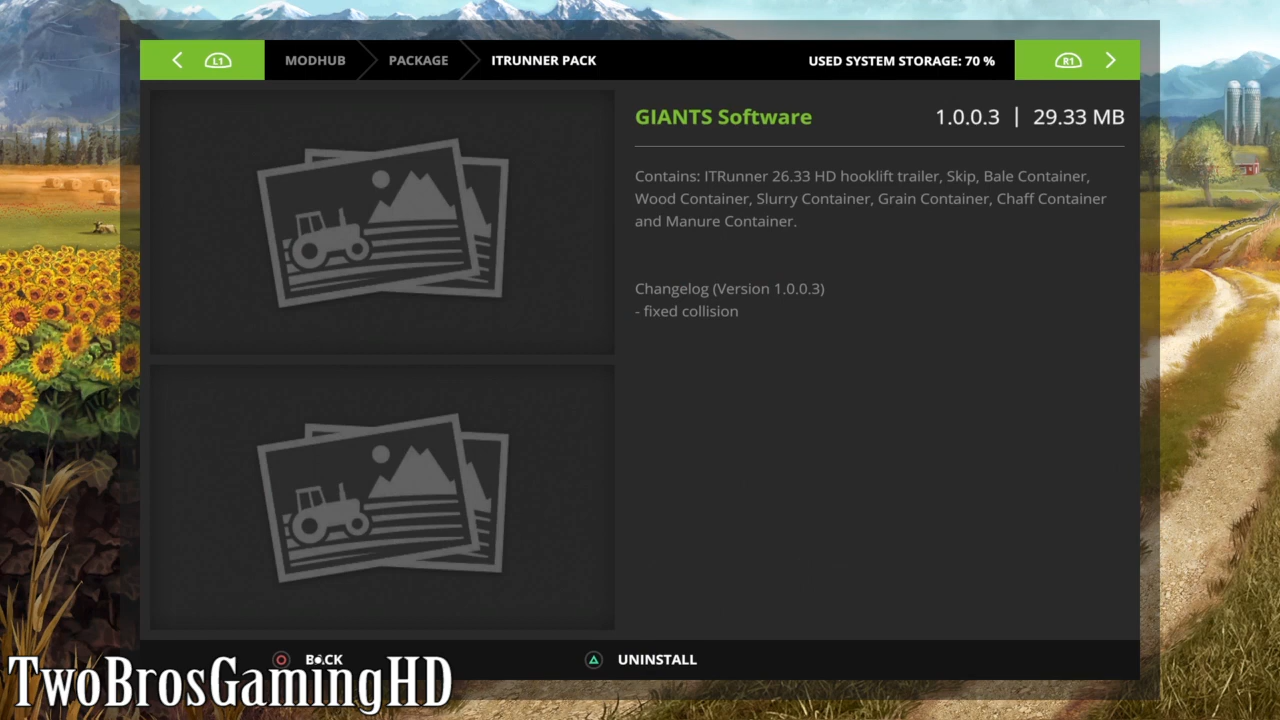 L1
MODHUB
PACKAGE
ITRUNNER PACK
USED SYSTEM STORAGE: 70 %
R1
GIANTS Software
1.0.0.3 | 29.33 MB
Contains: ITRunner 26.33 HD hooklift trailer, Skip, Bale Container,
Wood Container, Slurry Container, Grain Container, Chaff Container
and Manure Container.
Changelog (Version 1.0.0.3)
- fixed collision
BACK
UNINSTALL
TwoBrosGamingHD